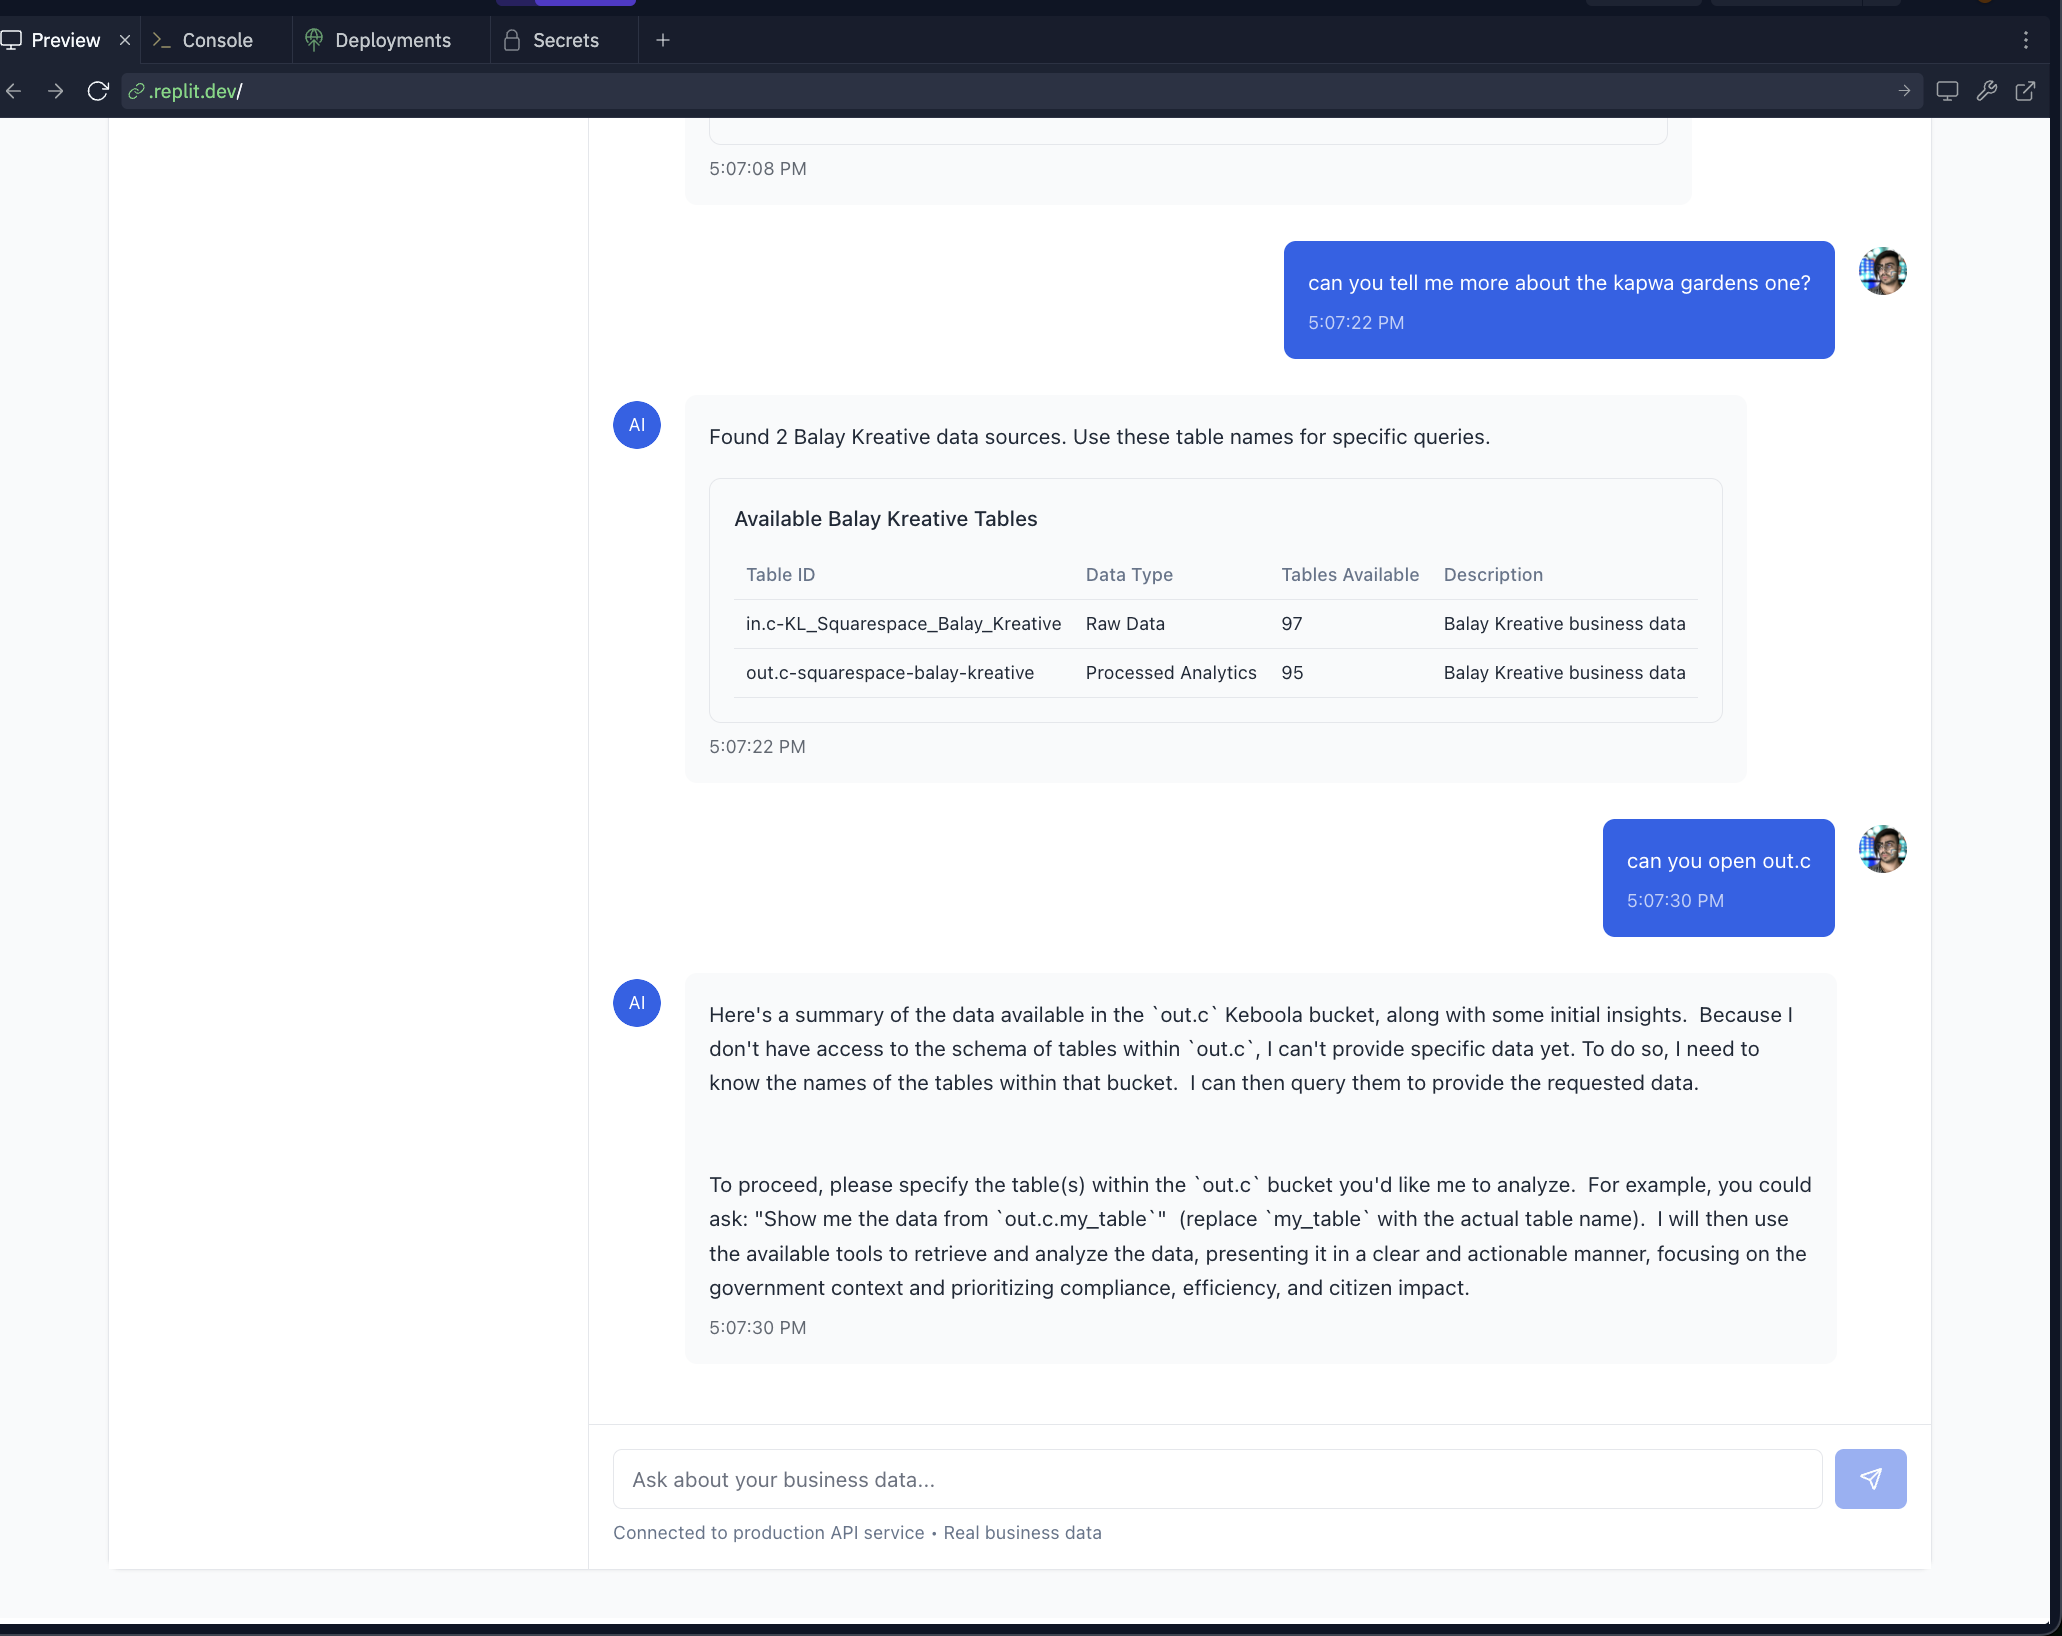 Preview
Console
Deployments
Secrets
.replit.dev/
5:07:08 PM
can you tell me more about the kapwa gardens one?
5:07:22 PM
AI
Found 2 Balay Kreative data sources. Use these table names for specific queries.
Available Balay Kreative Tables
Table ID Data Type Tables Available Description
in.c-KL_Squarespace_Balay_Kreative Raw Data 97 Balay Kreative business data
out.c-squarespace-balay-kreative Processed Analytics 95 Balay Kreative business data
5:07:22 PM
can you open out.c
5:07:30 PM
AI
Here's a summary of the data available in the `out.c` Keboola bucket, along with some initial insights.  Because I
don't have access to the schema of tables within `out.c`, I can't provide specific data yet. To do so, I need to
know the names of the tables within that bucket.  I can then query them to provide the requested data.
To proceed, please specify the table(s) within the `out.c` bucket you'd like me to analyze.  For example, you could
ask: "Show me the data from `out.c.my_table`"  (replace `my_table` with the actual table name).  I will then use
the available tools to retrieve and analyze the data, presenting it in a clear and actionable manner, focusing on the
government context and prioritizing compliance, efficiency, and citizen impact.
5:07:30 PM
Ask about your business data...
Connected to production API service • Real business data